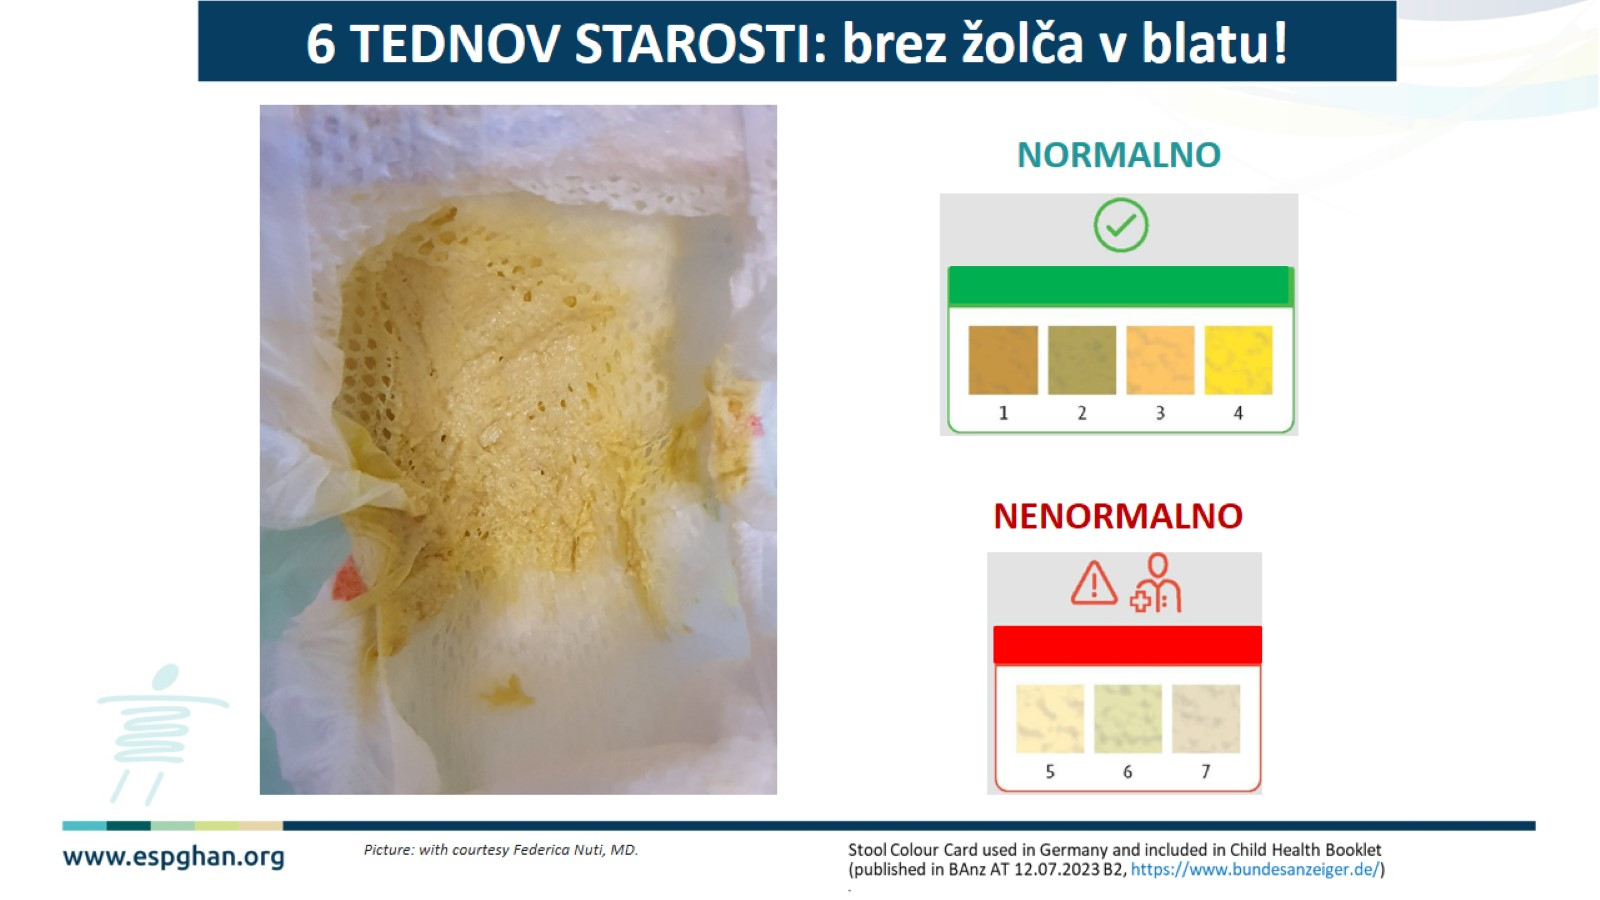 6 TEDNOV STAROSTI: brez žolča v blatu!
NORMALNO
1 2 3 4
NENORMALNO
5 6 7
www.espghan.org
Picture: with courtesy Federica Nuti, MD.
Stool Colour Card used in Germany and included in Child Health Booklet
(published in BAnz AT 12.07.2023 B2, https://www.bundesanzeiger.de/)
.